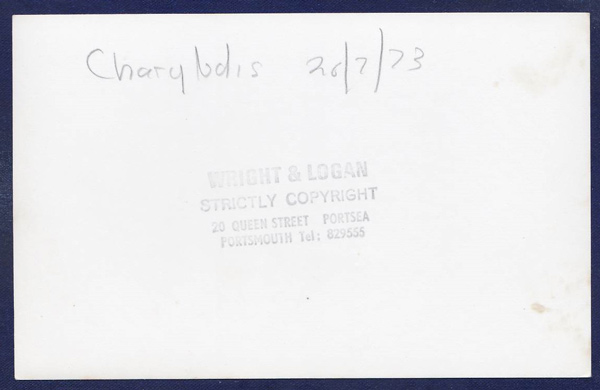 Charybdis 26/7/73
WRIGHT & LOGAN
STRICTLY COPYRIGHT
20 QUEEN STREET PORTSEA
PORTSMOUTH Tel: 829555